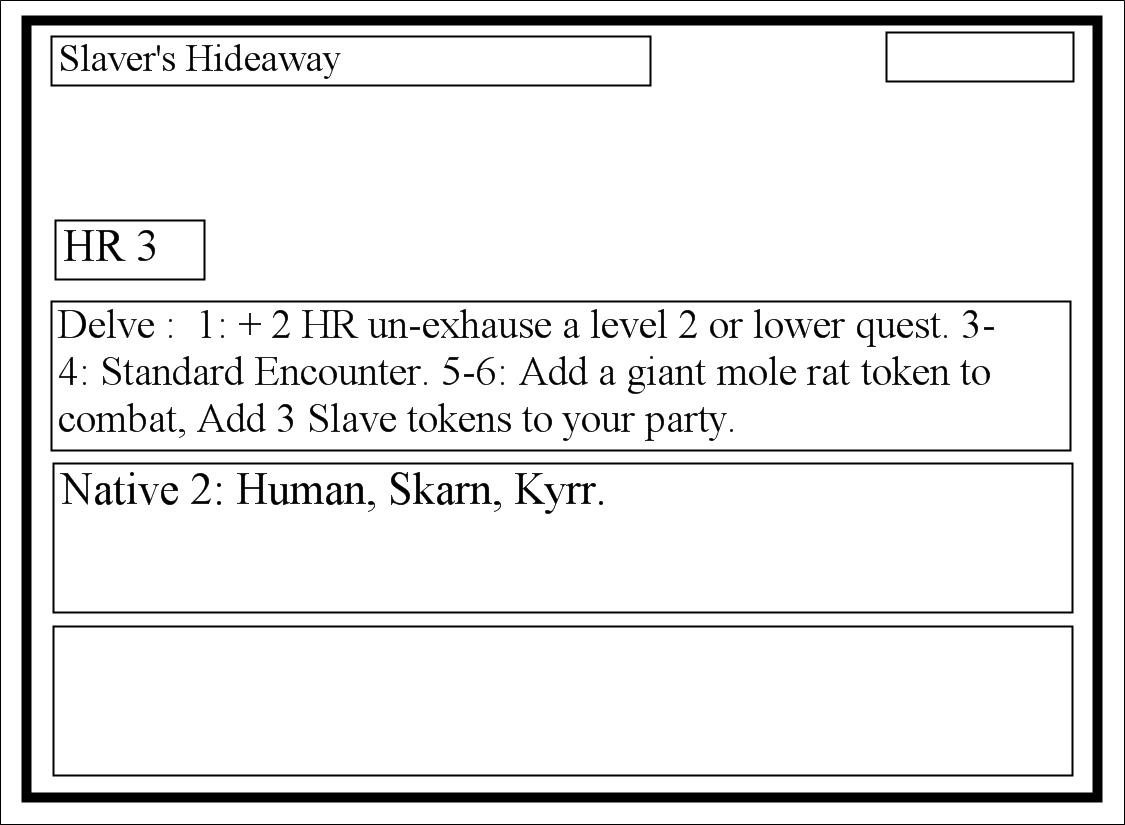 Slaver's Hideaway
HR 3
Delve :  1: + 2 HR un-exhause a level 2 or lower quest. 3-
4: Standard Encounter. 5-6: Add a giant mole rat token to
combat, Add 3 Slave tokens to your party.
Native 2: Human, Skarn, Kyrr.